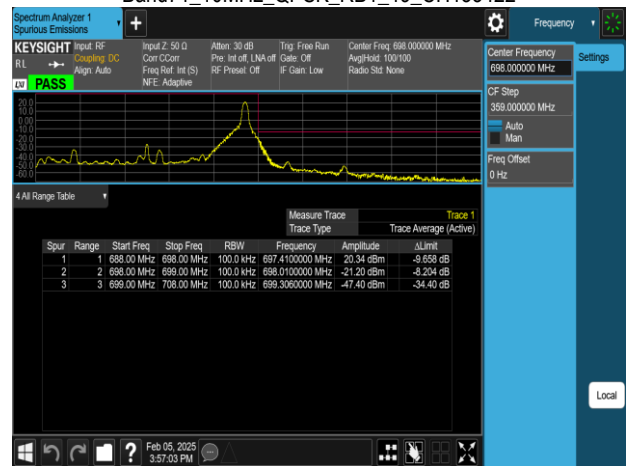 Spectrum Analyzer 1
Spurious Emissions
Frequency
KEYSIGHT
RL
LXI
PASS
Input: RF
Coupling: DC
Align: Auto
Input Z: 50 Ω
Corr CCorr
Freq Ref: Int (S)
NFE: Adaptive
Atten: 30 dB
Pre: Int off, LNA off
RF Preset: Off
Trig: Free Run
Gate: Off
IF Gain: Low
Center Freq: 698.000000 MHz
Avg|Hold: 100/100
Radio Std: None
Center Frequency
698.000000 MHz
Settings
CF Step
359.000000 MHz
Auto
Man
Freq Offset
0 Hz
20.0
10.0
0.00
-10.0
-20.0
-30.0
-40.0
-50.0
-60.0
4 All Range Table
Measure Trace Trace 1
Trace Type Trace Average (Active)
Spur Range Start Freq Stop Freq RBW Frequency Amplitude ΔLimit
1 1 688.00 MHz 698.00 MHz 100.0 kHz 697.4100000 MHz 20.34 dBm -9.658 dB
2 2 698.00 MHz 699.00 MHz 100.0 kHz 698.0100000 MHz -21.20 dBm -8.204 dB
3 3 699.00 MHz 708.00 MHz 100.0 kHz 699.3060000 MHz -47.40 dBm -34.40 dB
Local
Feb 05, 2025
3:57:03 PM